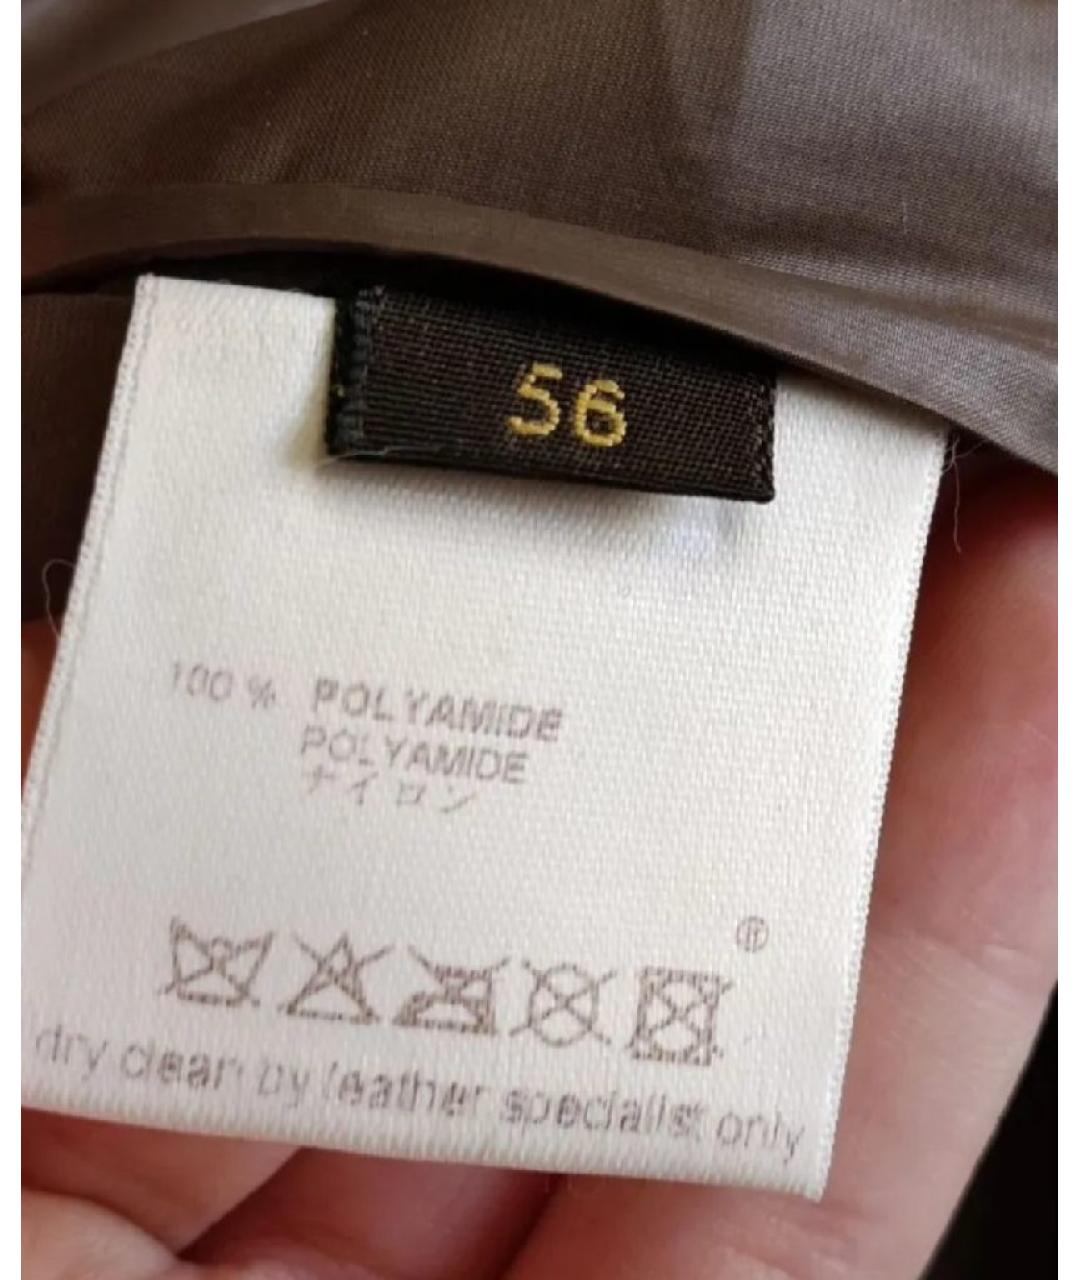 56
100 % POLYAMIDE
POLYAMIDE
ナイロン
dry clean by leather specialist only